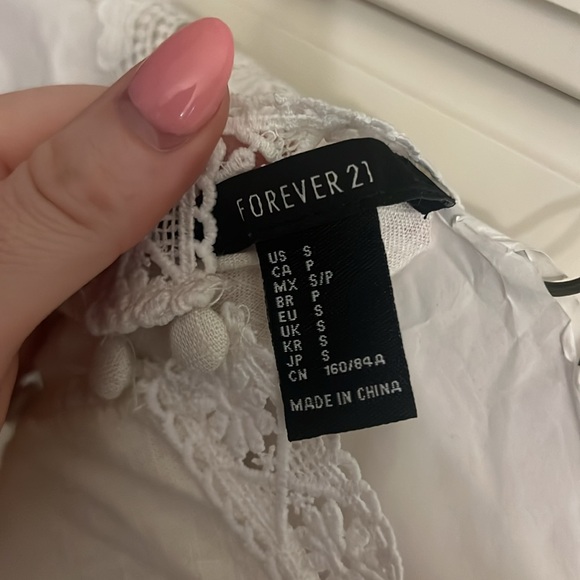 FOREVER 21
US S
CA P
MX S/P
BR P
EU S
UK S
KR S
JP S
CN 160/84A
MADE IN CHINA